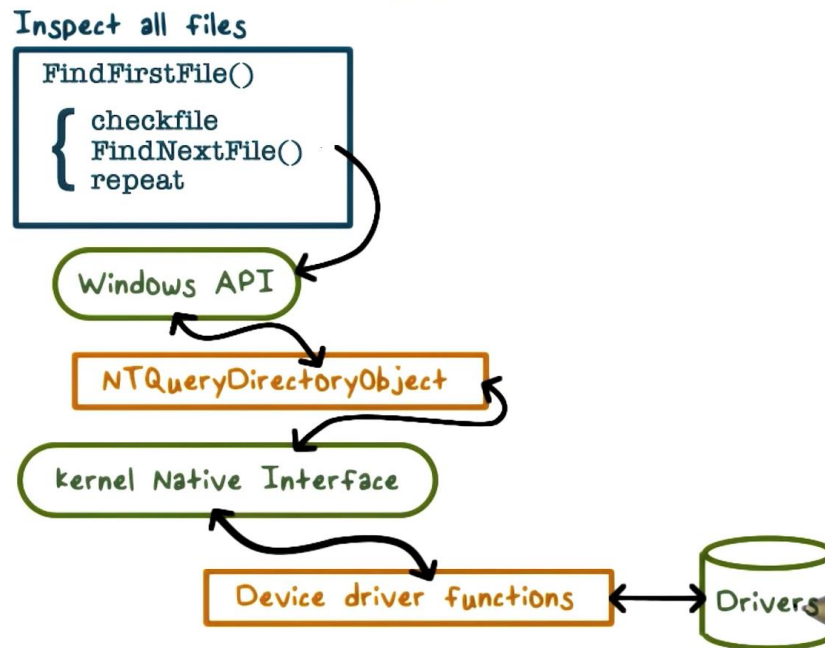 Inspect all files
FindFirstFile()
checkfile
FindNextFile()
repeat
Windows API
NTQueryDirectoryObject
Kernel Native Interface
Device driver functions
Drivers